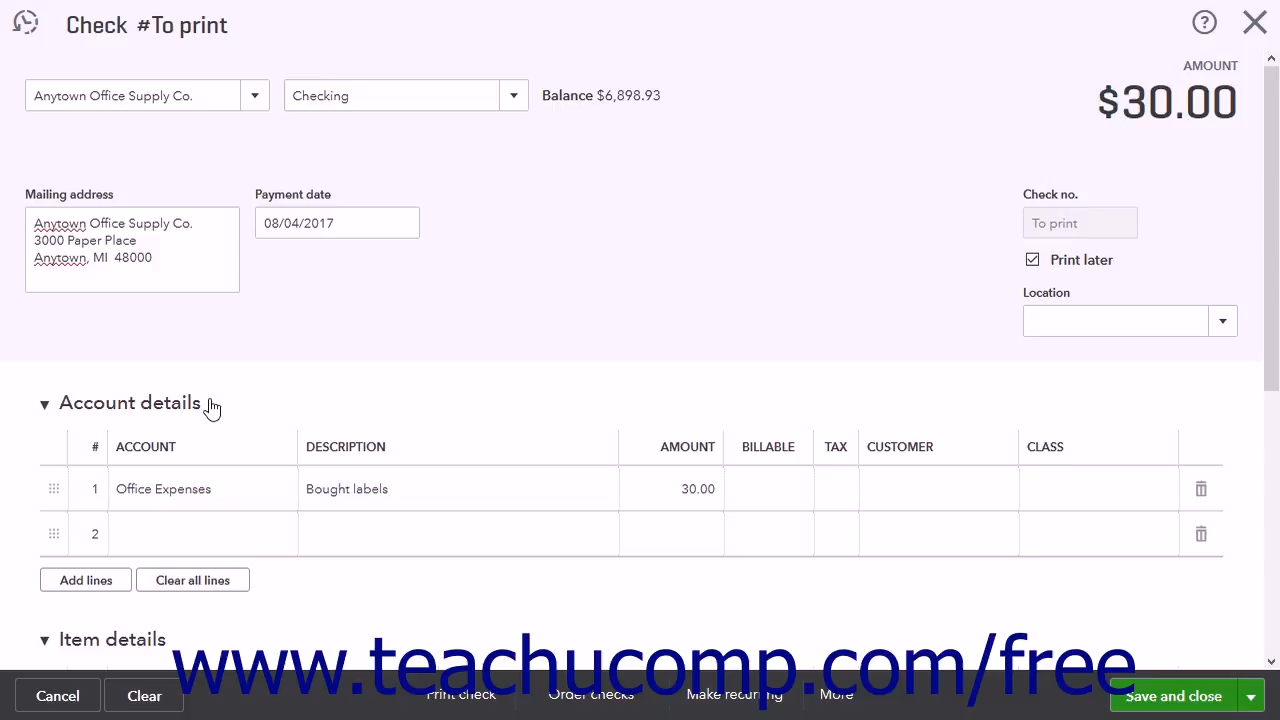 Check #To print
AMOUNT
$30.00
Anytown Office Supply Co.
Checking
Balance $6,898.93
Mailing address
Payment date
Check no.
Anytown Office Supply Co.
3000 Paper Place
Anytown, MI 48000
08/04/2017
To print
Print later
Location
Account details
# ACCOUNT DESCRIPTION AMOUNT BILLABLE TAX CUSTOMER CLASS
1 Office Expenses Bought labels 30.00
2
Add lines Clear all lines
Item details
www.teachucomp.com/free
Cancel Clear Print check Order checks Make recurring More Save and close